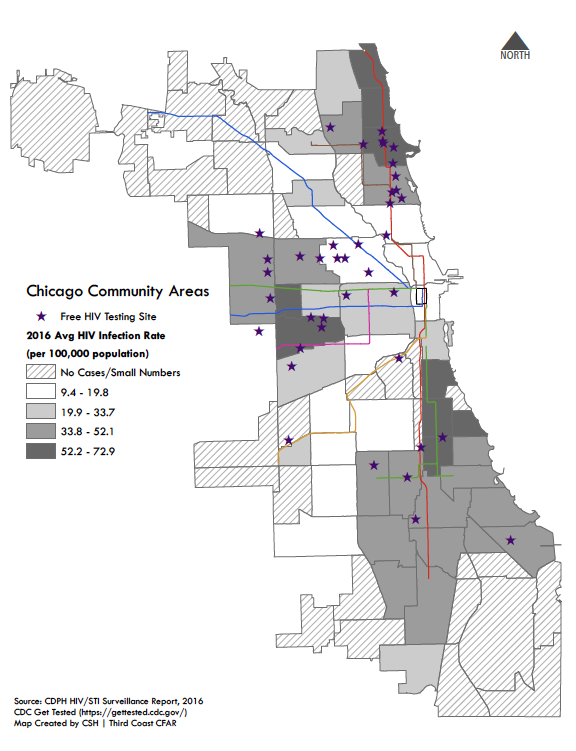 NORTH
Chicago Community Areas
Free HIV Testing Site
2016 Avg HIV Infection Rate
(per 100,000 population)
No Cases/Small Numbers
9.4 - 19.8
19.9 - 33.7
33.8 - 52.1
52.2 - 72.9
Source: CDPH HIV/STI Surveillance Report, 2016
CDC Get Tested (https://gettested.cdc.gov/)
Map Created by CSH | Third Coast CFAR